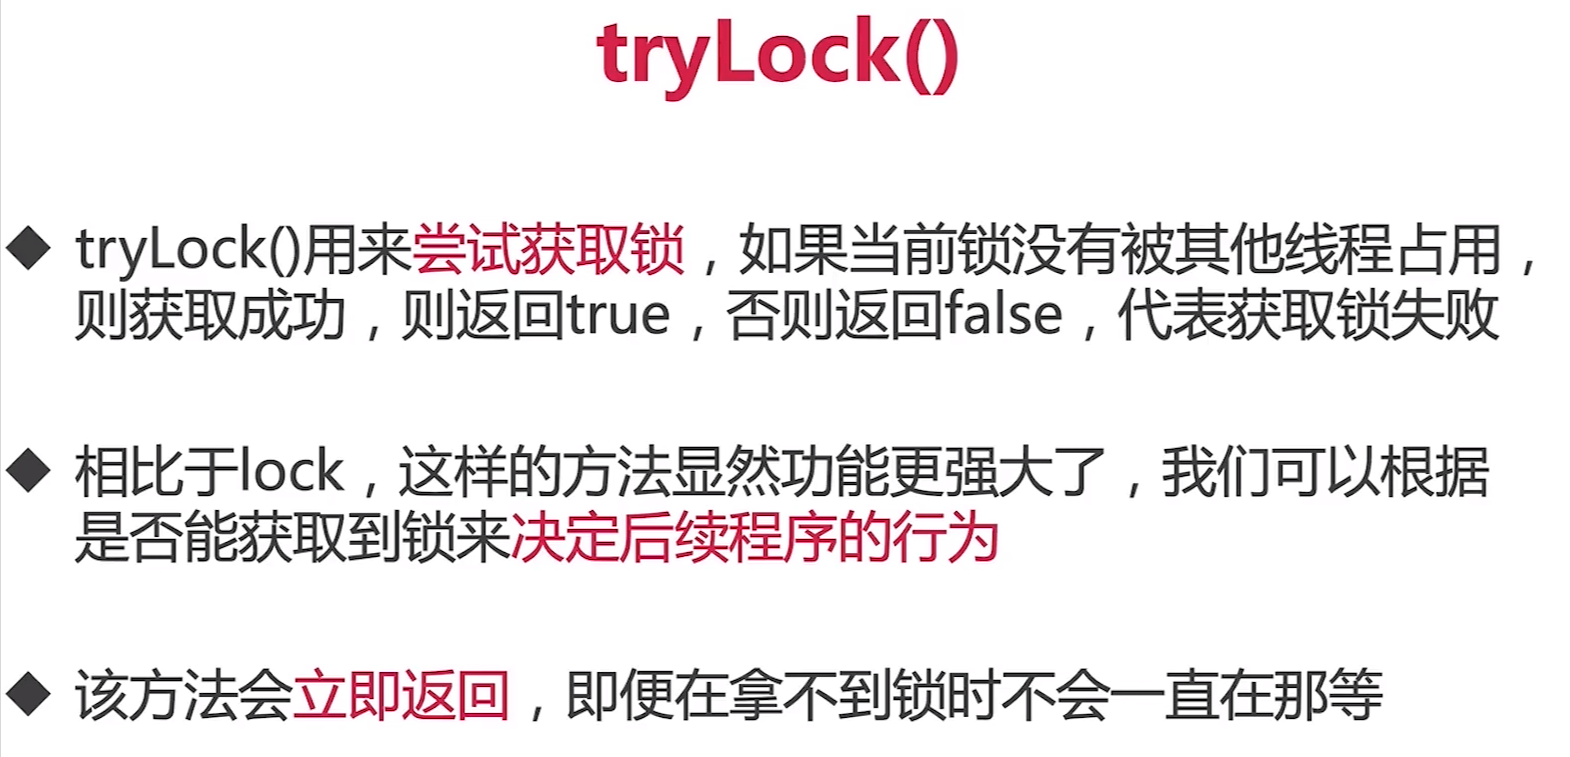 tryLock()
◆ tryLock()用来尝试获取锁，如果当前锁没有被其他线程占用，
则获取成功，则返回true，否则返回false，代表获取锁失败
◆ 相比于lock，这样的方法显然功能更强大了，我们可以根据
是否能获取到锁来决定后续程序的行为
◆ 该方法会立即返回，即便在拿不到锁时不会一直在那等